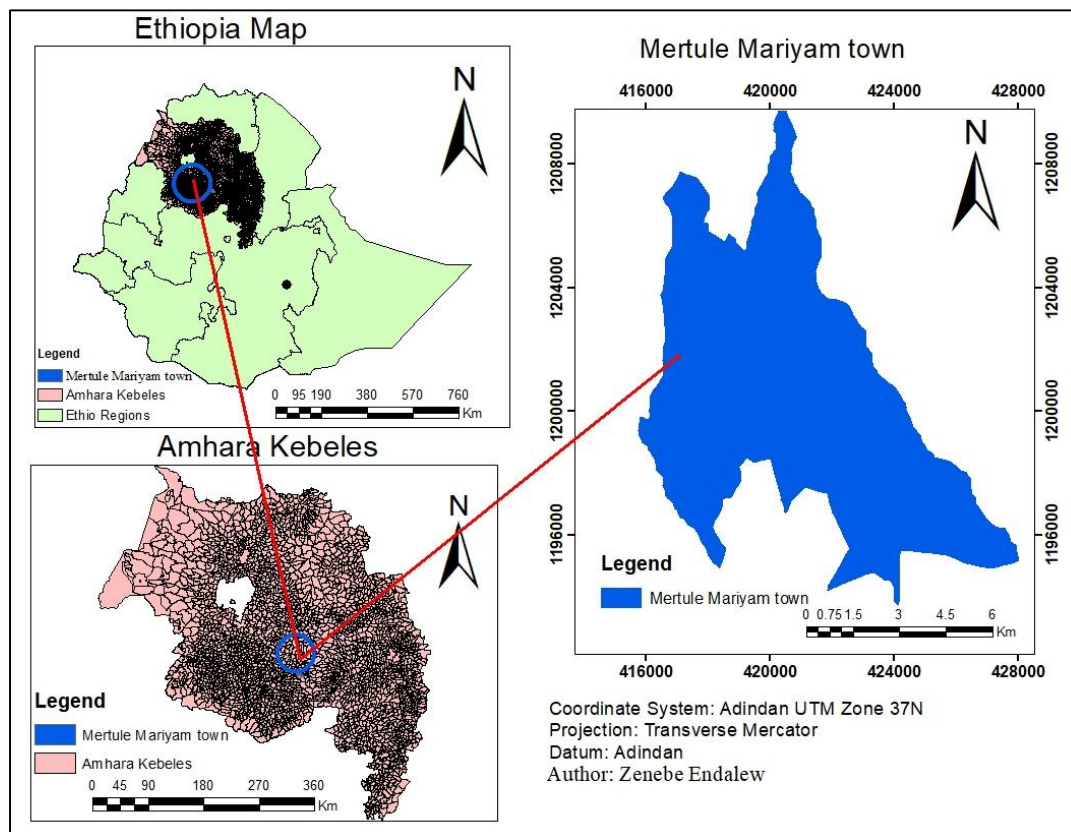 Ethiopia Map
N
Legend
Mertule Mariyam town
Amhara Kebeles
Ethio Regions
0 95 190 380 570 760
Km
Amhara Kebeles
N
Legend
Mertule Mariyam town
Amhara Kebeles
0 45 90 180 270 360
Km
Mertule Mariyam town
416000 420000 424000 428000
N
1208000 1208000
1204000 1204000
1200000 1200000
1196000 1196000
Legend
Mertule Mariyam town
0 0.75 1.5 3 4.5 6
Km
416000 420000 424000 428000
Coordinate System: Adindan UTM Zone 37N
Projection: Transverse Mercator
Datum: Adindan
Author: Zenebe Endalew